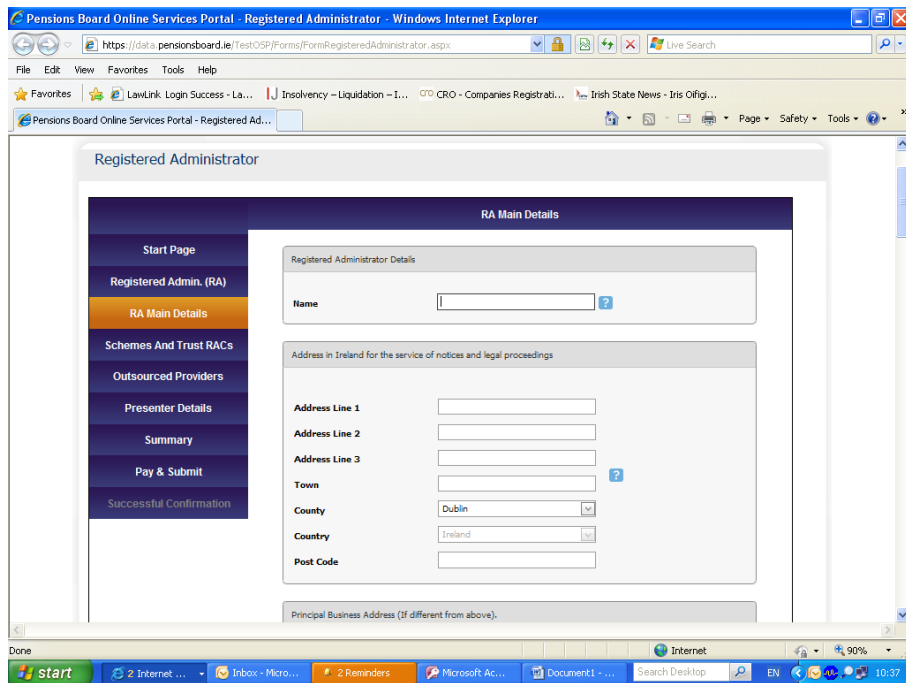 Pensions Board Online Services Portal - Registered Administrator - Windows Internet Explorer
https://data.pensionsboard.ie/TestOSP/Forms/FormRegisteredAdministrator.aspx
Live Search
File Edit View Favorites Tools Help
Favorites LawLink Login Success - La... Insolvency – Liquidation – I... CRO - Companies Registrati... Irish State News - Iris Oifigi...
Pensions Board Online Services Portal - Registered Ad...
Page Safety Tools
Registered Administrator
RA Main Details
Start Page
Registered Admin. (RA)
RA Main Details
Schemes And Trust RACs
Outsourced Providers
Presenter Details
Summary
Pay & Submit
Successful Confirmation
Registered Administrator Details
Name ?
Address in Ireland for the service of notices and legal proceedings
Address Line 1
Address Line 2
Address Line 3
?
Town
County Dublin
Country Ireland
Post Code
Principal Business Address (If different from above).
Done Internet 90%
start 2 Internet ... Inbox - Micro... 2 Reminders Microsoft Ac... Document1 - ... Search Desktop EN 10:37